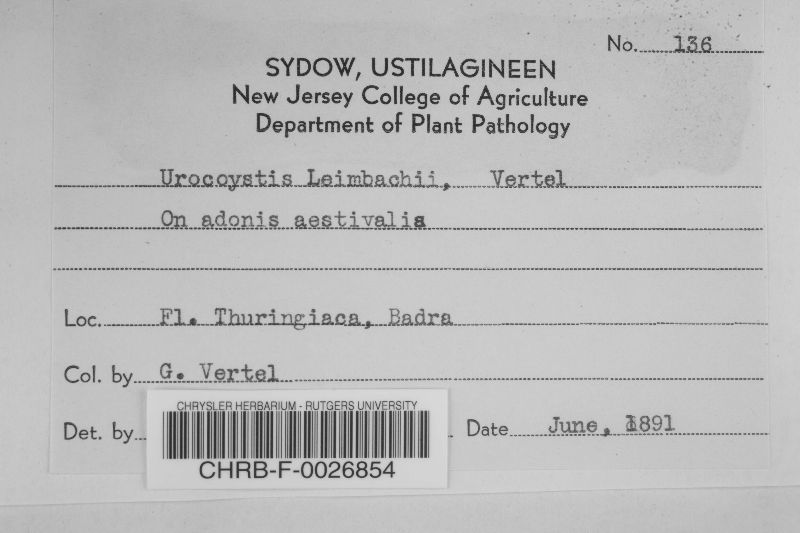 No. 136
SYDOW, USTILAGINEEN
New Jersey College of Agriculture
Department of Plant Pathology
Urocoystis Leimbachii, Vertel
On adonis aestivalis
Loc. Fl. Thuringiaca, Badra
Col. by G. Vertel
Det. by
Date June, 1891
CHRYSLER HERBARIUM - RUTGERS UNIVERSITY
CHRB-F-0026854